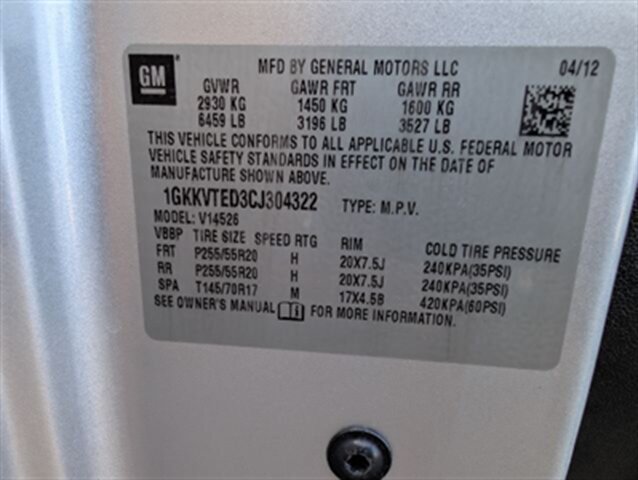 GM
MFD BY GENERAL MOTORS LLC 04/12
GVWR GAWR FRT GAWR RR
2930 KG 1450 KG 1600 KG
6459 LB 3196 LB 3527 LB
THIS VEHICLE CONFORMS TO ALL APPLICABLE U.S. FEDERAL MOTOR
VEHICLE SAFETY STANDARDS IN EFFECT ON THE DATE OF
MANUFACTURE SHOWN ABOVE.
1GKKVTED3CJ304322 TYPE: M.P.V.
MODEL: V14526
VBBP TIRE SIZE SPEED RTG RIM COLD TIRE PRESSURE
FRT P255/55R20 H 20X7.5J 240KPA(35PSI)
RR P255/55R20 H 20X7.5J 240KPA(35PSI)
SPA T145/70R17 M 17X4.5B 420KPA(60PSI)
SEE OWNER'S MANUAL FOR MORE INFORMATION.